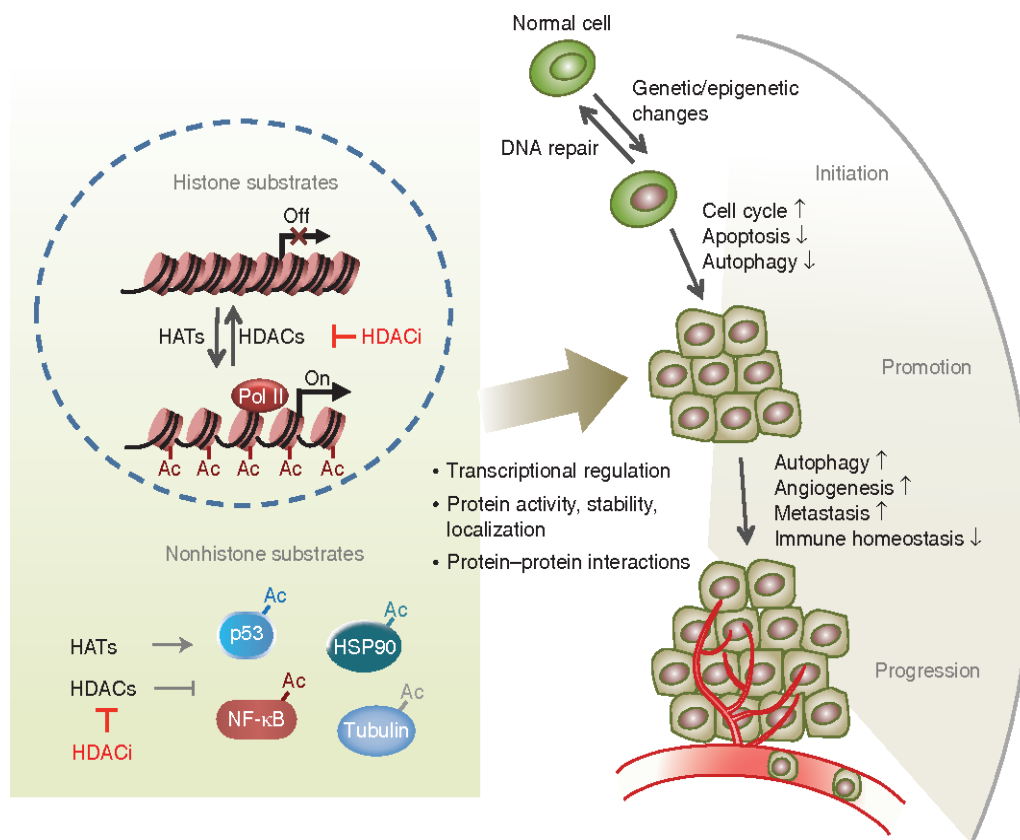 Histone substrates
Off
HATs
HDACs
HDACi
Pol II
On
Ac Ac Ac Ac Ac
Nonhistone substrates
HATs
HDACs
HDACi
Ac
p53
Ac
HSP90
Ac
NF-κB
Ac
Tubulin
• Transcriptional regulation
• Protein activity, stability,
localization
• Protein–protein interactions
Normal cell
Genetic/epigenetic
changes
DNA repair
Initiation
Cell cycle ↑
Apoptosis ↓
Autophagy ↓
Promotion
Autophagy ↑
Angiogenesis ↑
Metastasis ↑
Immune homeostasis ↓
Progression